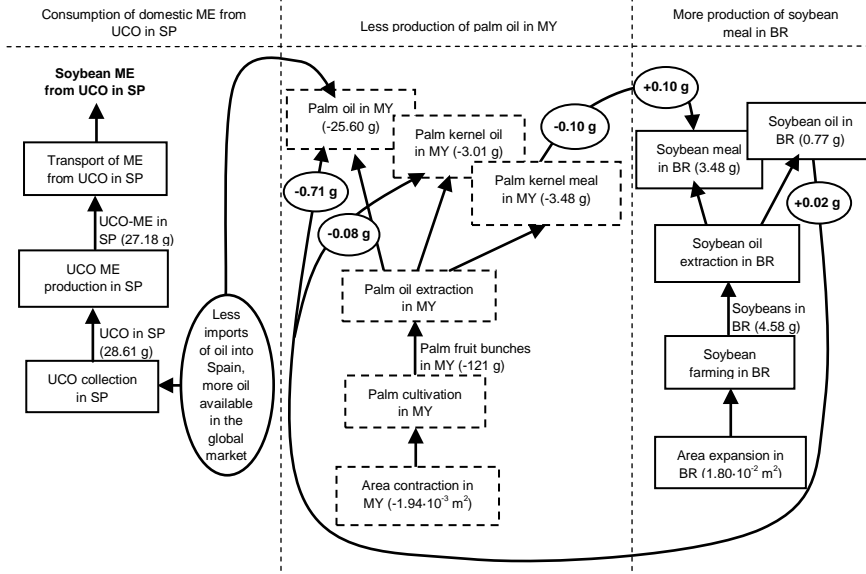 Consumption of domestic ME from
UCO in SP
Less production of palm oil in MY
More production of soybean
meal in BR
Soybean ME
from UCO in SP
Transport of ME
from UCO in SP
UCO-ME in
SP (27.18 g)
UCO ME
production in SP
UCO in SP
(28.61 g)
UCO collection
in SP
Less
imports
of oil into
Spain,
more oil
available
in the
global
market
Palm oil in MY
(-25.60 g)
Palm kernel oil
in MY (-3.01 g)
Palm kernel meal
in MY (-3.48 g)
-0.71 g
-0.08 g
-0.10 g
Palm oil extraction
in MY
Palm fruit bunches
in MY (-121 g)
Palm cultivation
in MY
Area contraction in
MY (-1.94·10⁻³ m²)
+0.10 g
Soybean meal
in BR (3.48 g)
Soybean oil in
BR (0.77 g)
+0.02 g
Soybean oil
extraction in BR
Soybeans in
BR (4.58 g)
Soybean
farming in BR
Area expansion in
BR (1.80·10⁻² m²)